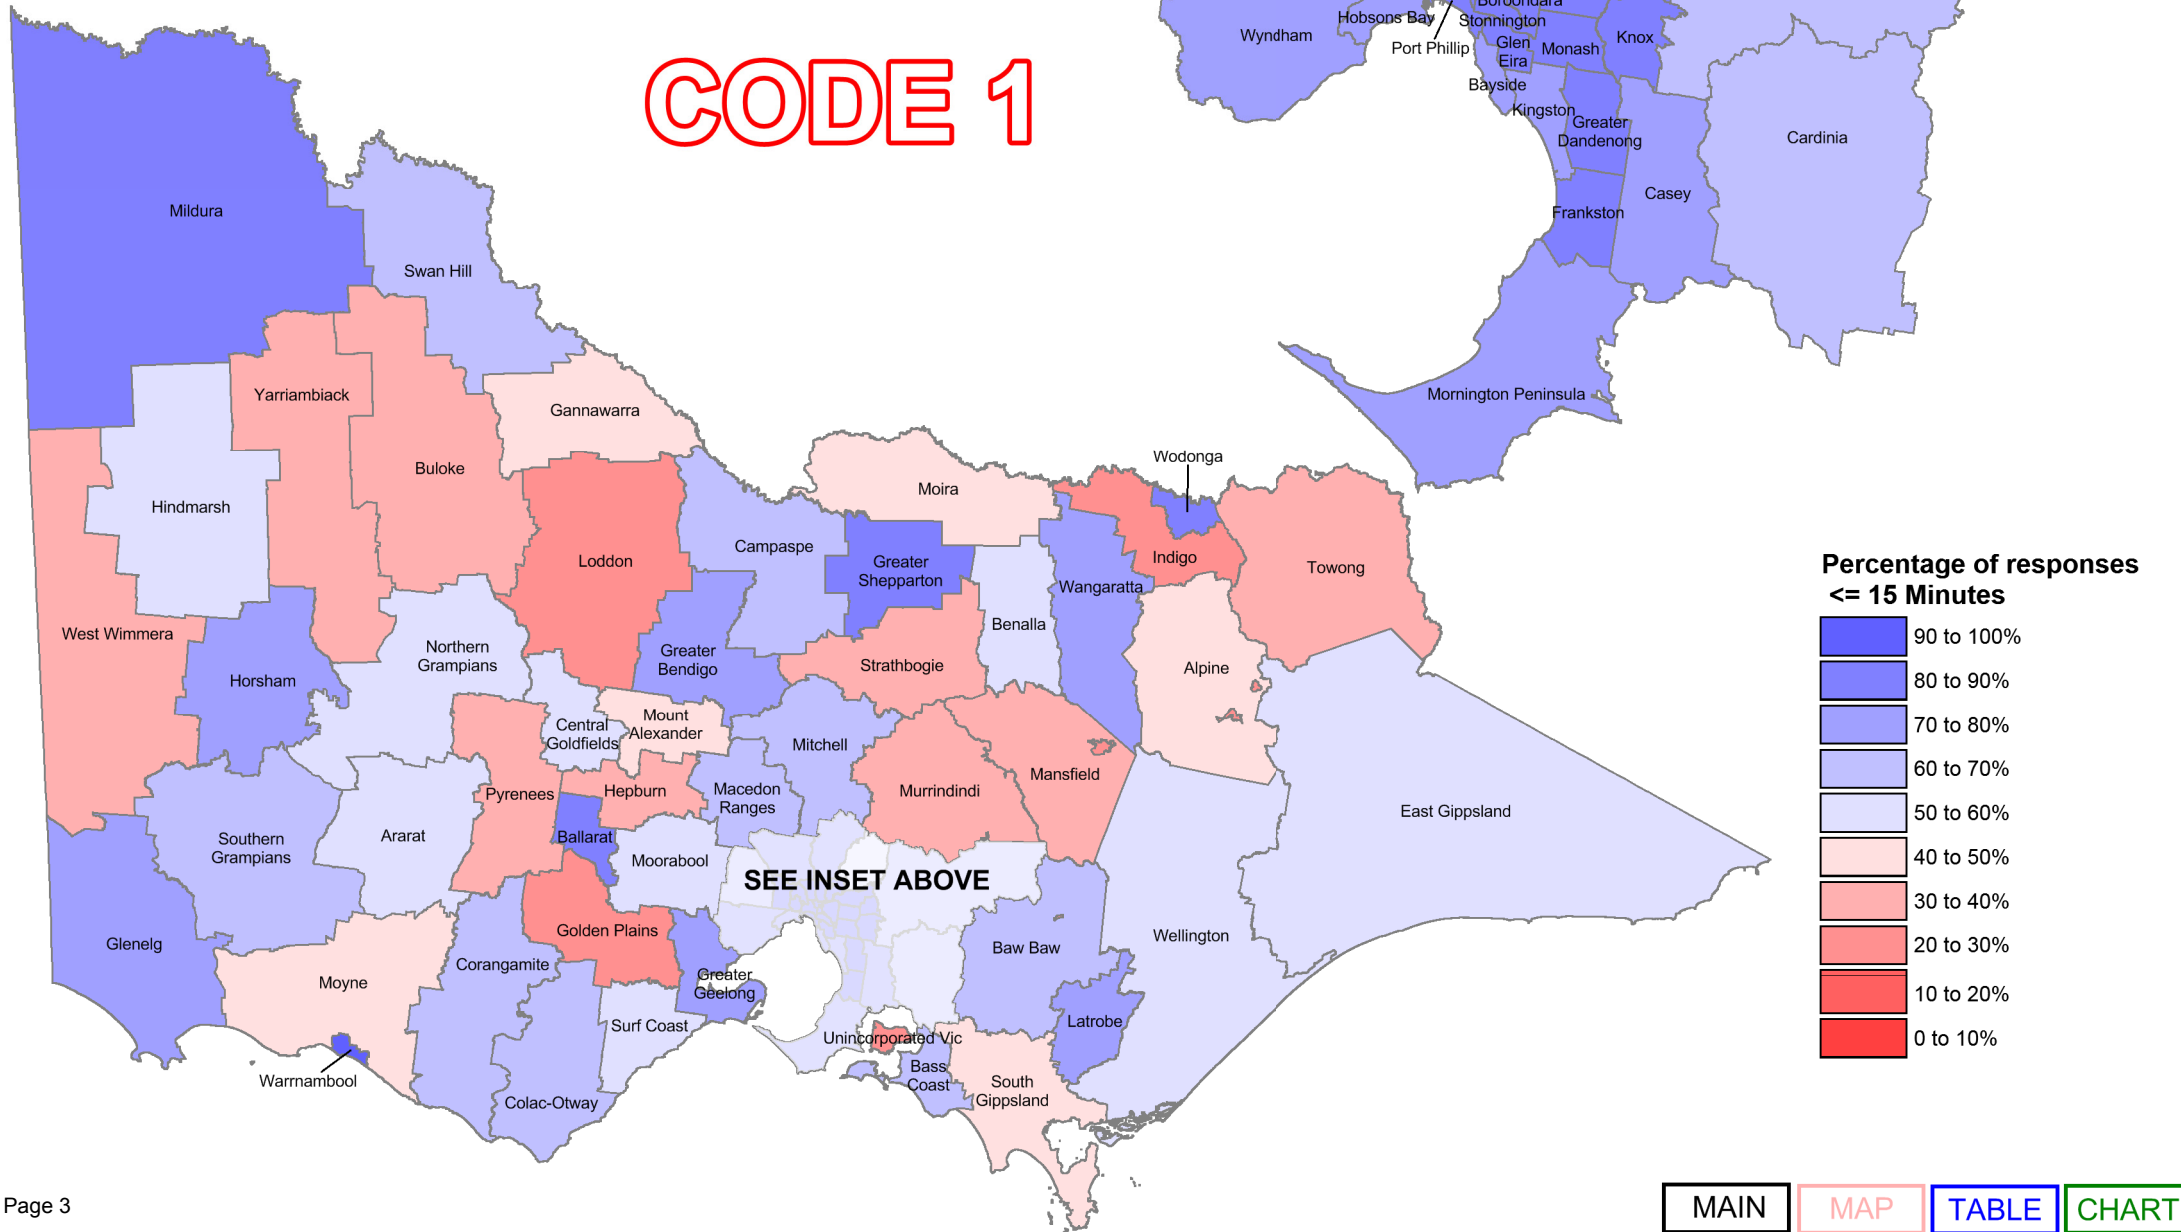 Boroondara
Hobsons Bay
Stonnington
Wyndham
Port Phillip
Glen
Eira
Monash
Knox
Bayside
Kingston
Greater
Dandenong
Cardinia
Casey
Frankston
Mornington Peninsula
CODE 1
Mildura
Swan Hill
Yarriambiack
Gannawarra
Buloke
Hindmarsh
Loddon
Campaspe
Moira
Wodonga
Greater
Shepparton
Indigo
Towong
Wangaratta
Benalla
West Wimmera
Horsham
Northern
Grampians
Greater
Bendigo
Strathbogie
Alpine
Central
Goldfields
Mount
Alexander
Mitchell
Mansfield
Murrindindi
Pyrenees
Hepburn
Macedon
Ranges
East Gippsland
Southern
Grampians
Ararat
Ballarat
Moorabool
SEE INSET ABOVE
Glenelg
Golden Plains
Wellington
Baw Baw
Corangamite
Moyne
Greater
Geelong
Surf Coast
Latrobe
Unincorporated Vic
Bass
Coast
South
Gippsland
Warrnambool
Colac-Otway
Percentage of responses
<= 15 Minutes
90 to 100%
80 to 90%
70 to 80%
60 to 70%
50 to 60%
40 to 50%
30 to 40%
20 to 30%
10 to 20%
0 to 10%
Page 3
MAIN
MAP
TABLE
CHART